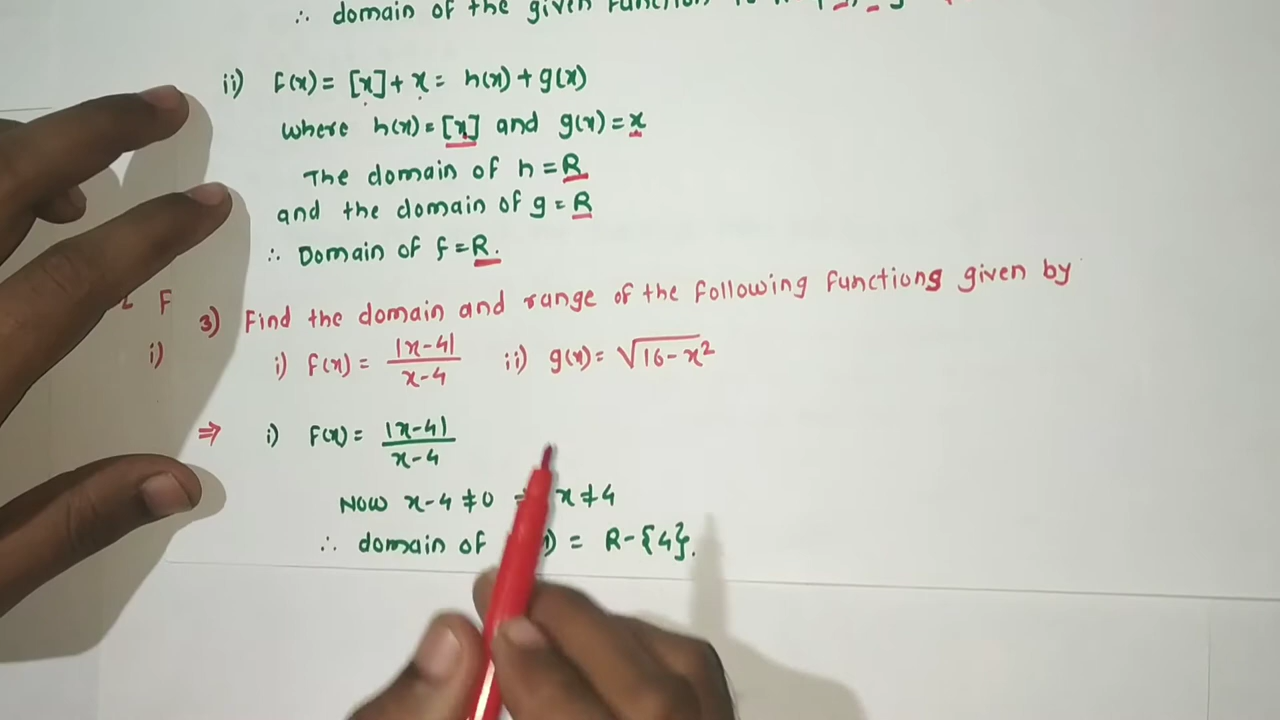 ∴ domain of the given function
ii) f(x) = [x] + x = h(x) + g(x)
where h(x) = [x] and g(x) = x
The domain of h = R
and the domain of g = R
∴ Domain of f = R.
F
3) Find the domain and range of the following functions given by
i)
i) f(x) = |x-4|/x-4 ii) g(x) = √16-x²
⇒ i) f(x) = |x-4|/x-4
Now x-4 ≠ 0 x ≠ 4
∴ domain of ) = R-{4}.